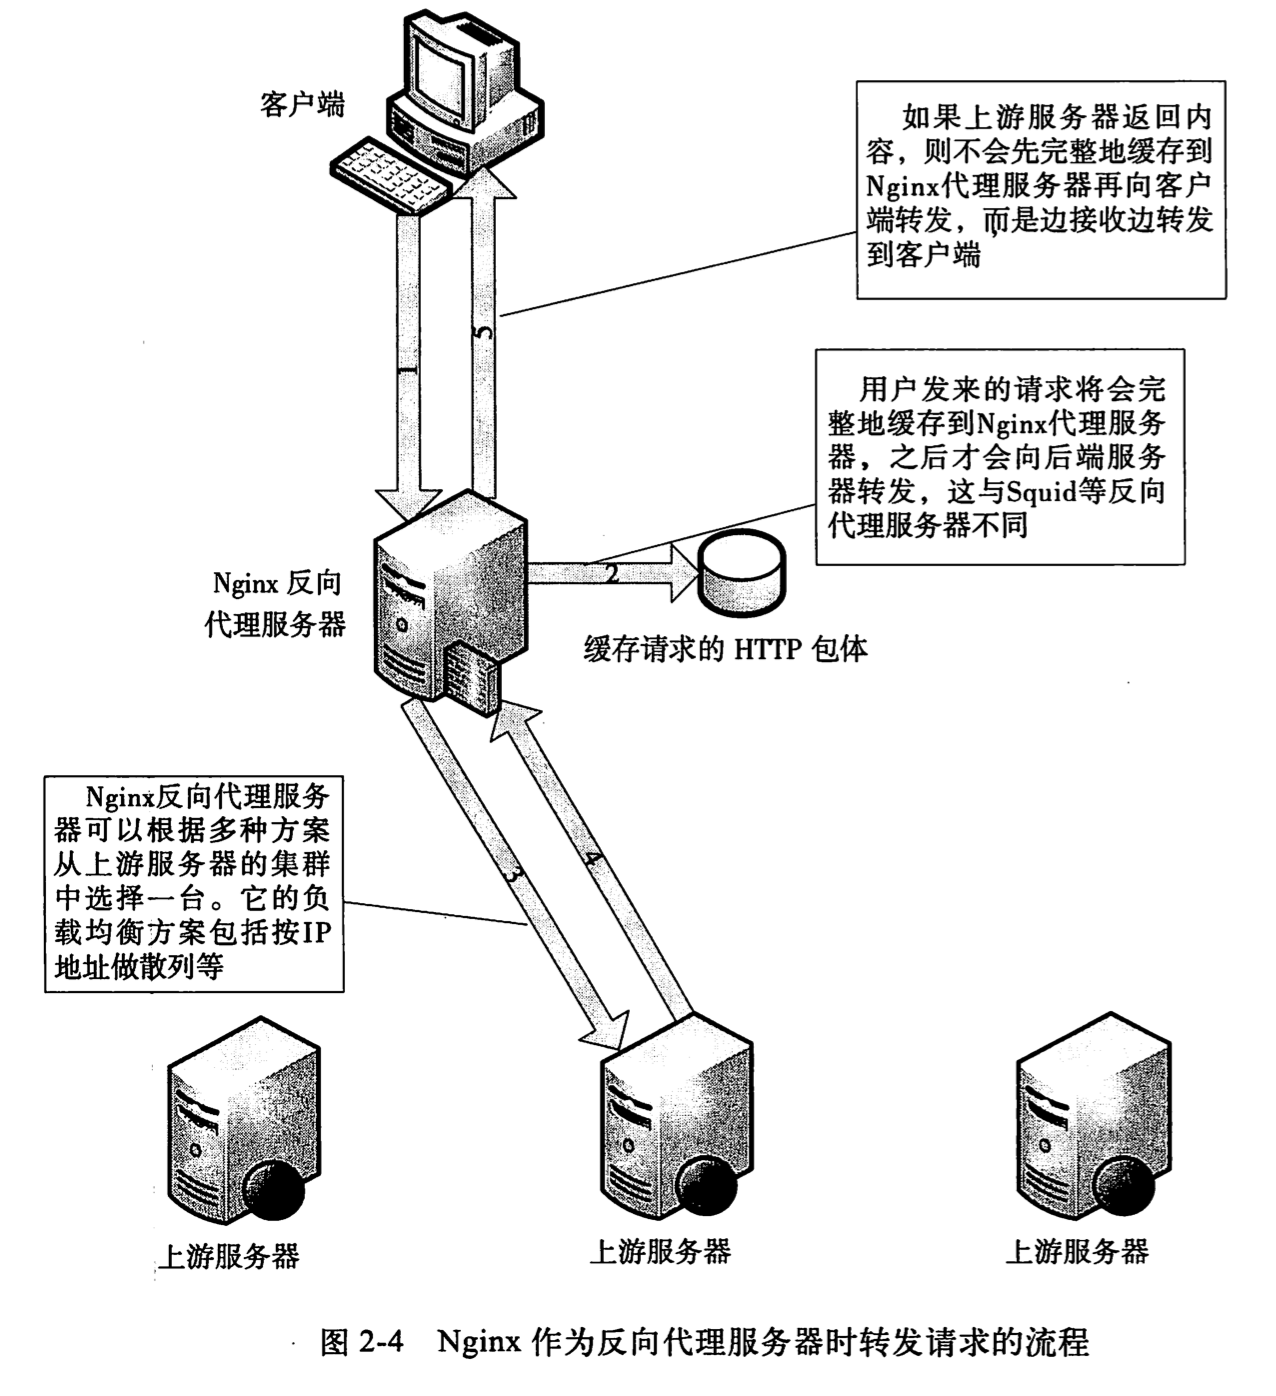 客户端
如果上游服务器返回内
容，则不会先完整地缓存到
Nginx代理服务器再向客户
端转发，而是边接收边转发
到客户端
1
5
用户发来的请求将会完
整地缓存到Nginx代理服务
器，之后才会向后端服务
器转发，这与Squid等反向
代理服务器不同
Nginx 反向
代理服务器
2
缓存请求的 HTTP 包体
Nginx反向代理服务
器可以根据多种方案
从上游服务器的集群
中选择一台。它的负
载均衡方案包括按IP
地址做散列等
3
4
上游服务器
上游服务器
上游服务器
图 2-4 Nginx 作为反向代理服务器时转发请求的流程